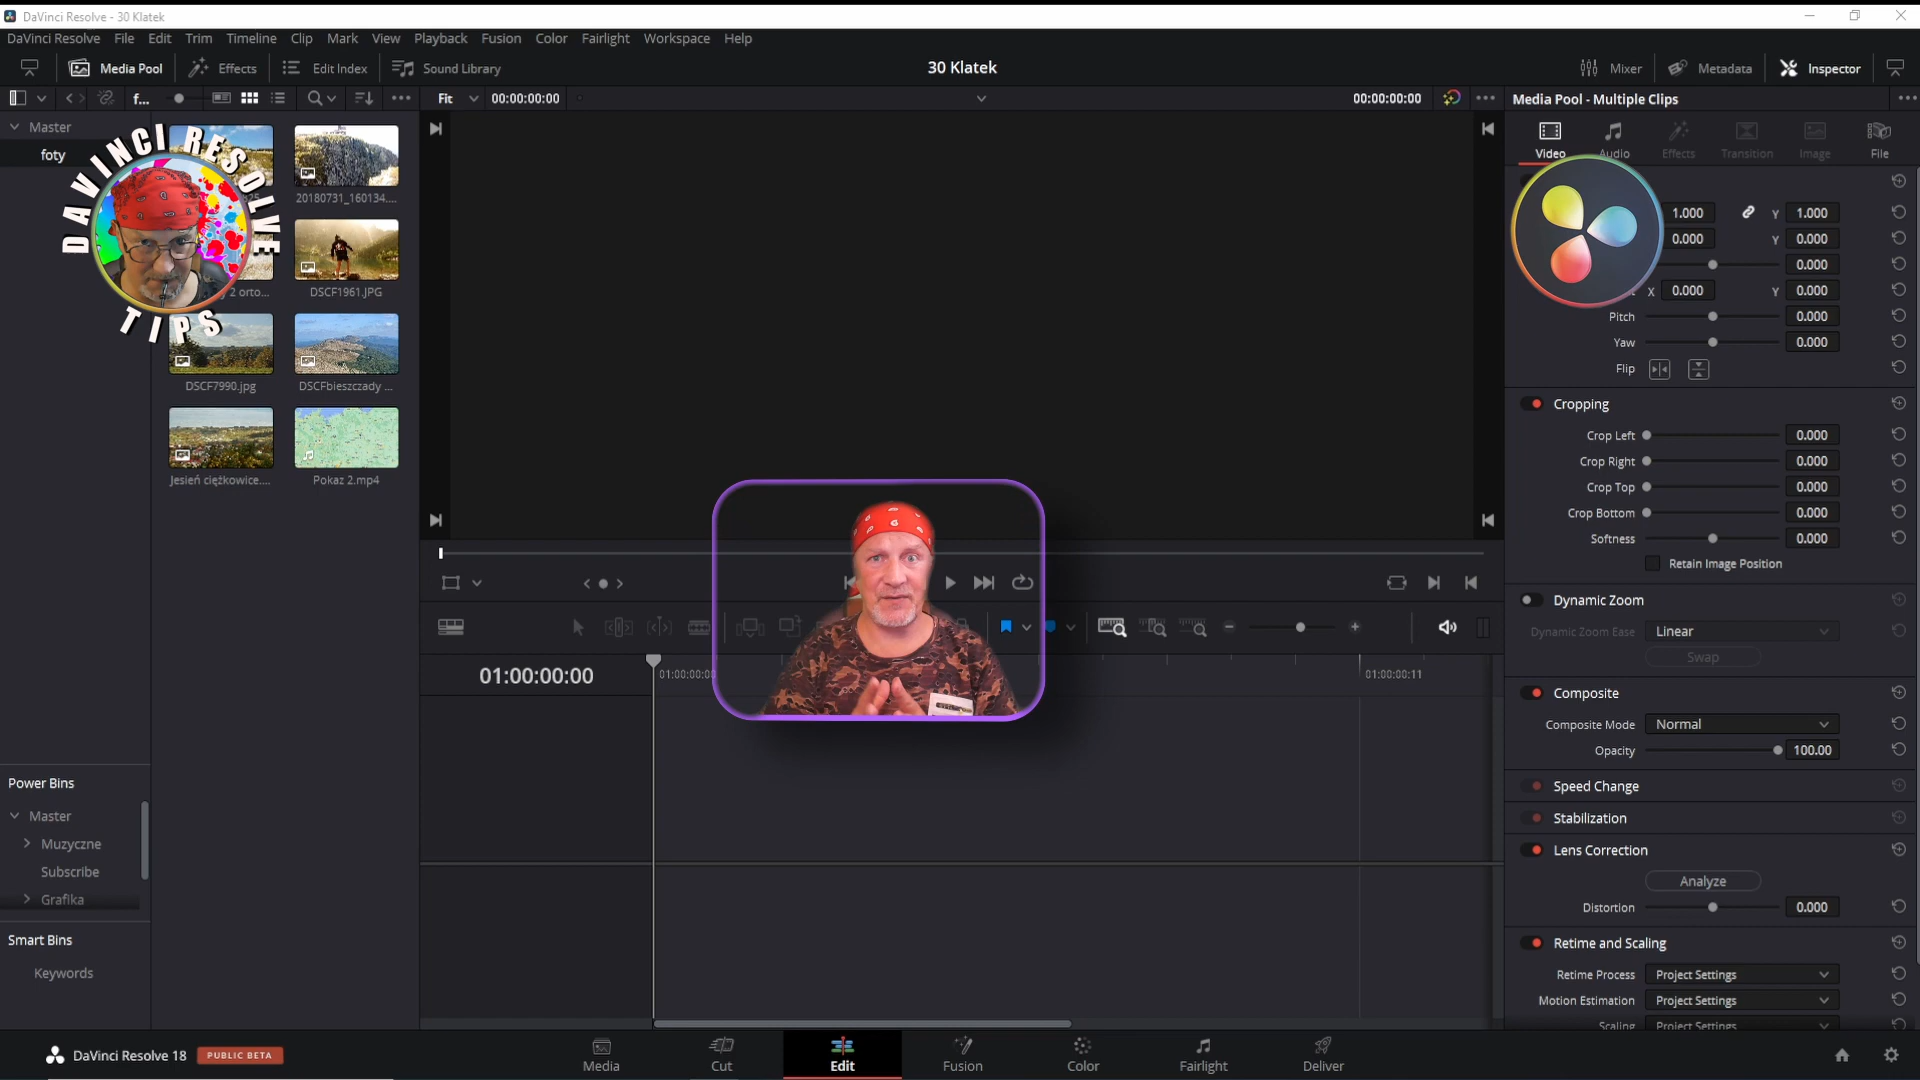 DaVinci Resolve - 30 Klatek
DaVinci Resolve File Edit Trim Timeline Clip Mark View Playback Fusion Color Fairlight Workspace Help
Media Pool Effects Edit Index Sound Library 30 Klatek Mixer Metadata Inspector
f... Fit 00:00:00:00 00:00:00:00 Media Pool - Multiple Clips
Master
foty
DAVINCI RESOLVE
TIPS
20180731_160134....
2 orto... DSCF1961.JPG
DSCF7990.jpg DSCFbieszczady ...
Jesień ciężkowice.... Pokaz 2.mp4
Video Audio Effects Transition Image File
1.000 Y 1.000
0.000 Y 0.000
0.000
X 0.000 Y 0.000
Pitch 0.000
Yaw 0.000
Flip
Cropping
Crop Left 0.000
Crop Right 0.000
Crop Top 0.000
Crop Bottom 0.000
Softness 0.000
Retain Image Position
Dynamic Zoom
Dynamic Zoom Ease Linear
Swap
Composite
Composite Mode Normal
Opacity 100.00
Speed Change
Stabilization
Lens Correction
Analyze
Distortion 0.000
Retime and Scaling
Retime Process Project Settings
Motion Estimation Project Settings
Scaling Project Settings
01:00:00:00 01:00:00:00 01:00:00:11
Power Bins
Master
Muzyczne
Subscribe
Grafika
Smart Bins
Keywords
DaVinci Resolve 18 PUBLIC BETA
Media Cut Edit Fusion Color Fairlight Deliver